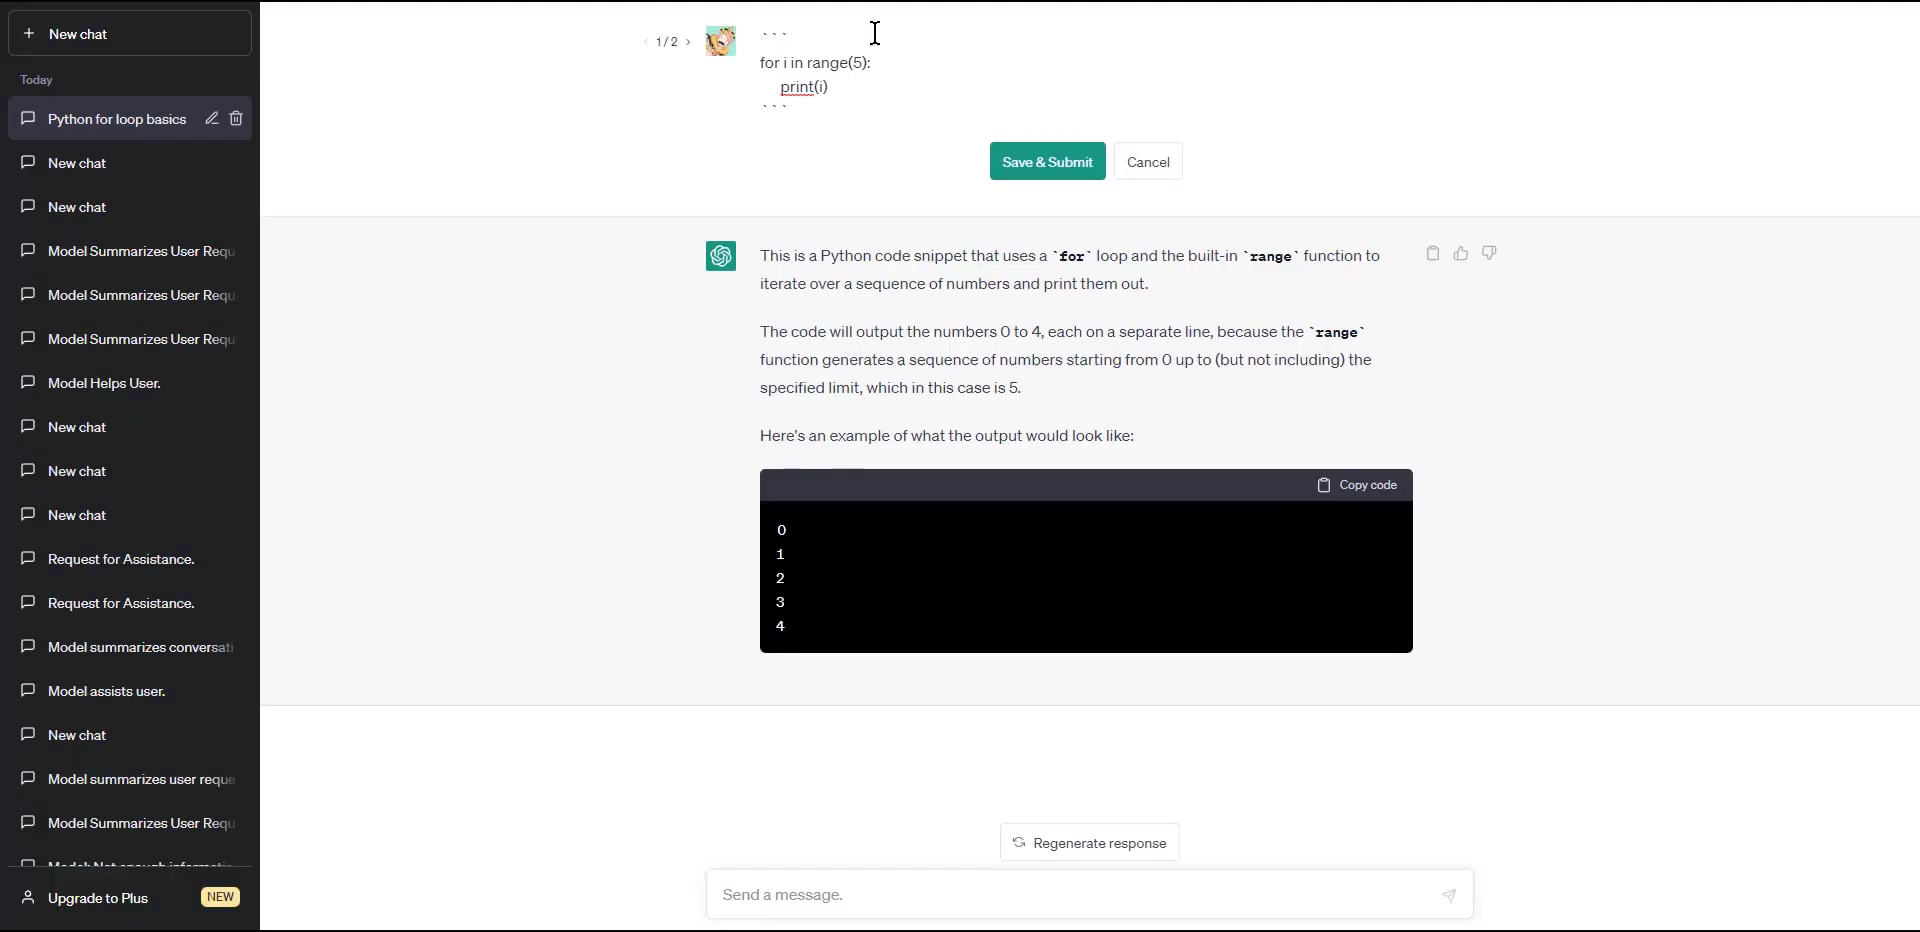 New chat
Today
Python for loop basics
New chat
New chat
Model Summarizes User Requ
Model Summarizes User Requ
Model Summarizes User Requ
Model Helps User.
New chat
New chat
New chat
Request for Assistance.
Request for Assistance.
Model summarizes conversati
Model assists user.
New chat
Model summarizes user reque
Model Summarizes User Requ
Model: Not enough informatic
Upgrade to Plus NEW
1 / 2
```
for i in range(5):
print(i)
```
Save & Submit Cancel
This is a Python code snippet that uses a `for` loop and the built-in `range` function to
iterate over a sequence of numbers and print them out.
The code will output the numbers 0 to 4, each on a separate line, because the `range`
function generates a sequence of numbers starting from 0 up to (but not including) the
specified limit, which in this case is 5.
Here's an example of what the output would look like:
Copy code
0
1
2
3
4
Regenerate response
Send a message.